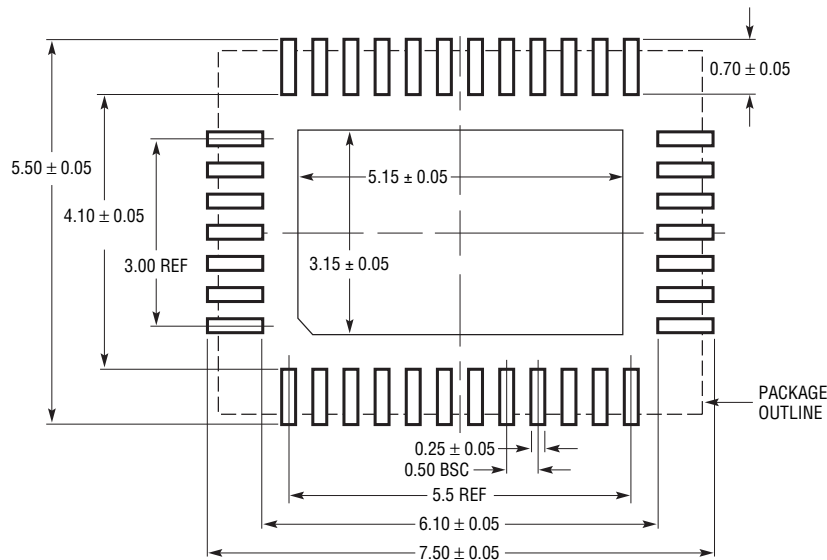 0.70 ± 0.05
5.50 ± 0.05
5.15 ± 0.05
4.10 ± 0.05
3.00 REF
3.15 ± 0.05
PACKAGE
OUTLINE
0.25 ± 0.05
0.50 BSC
5.5 REF
6.10 ± 0.05
7.50 ± 0.05